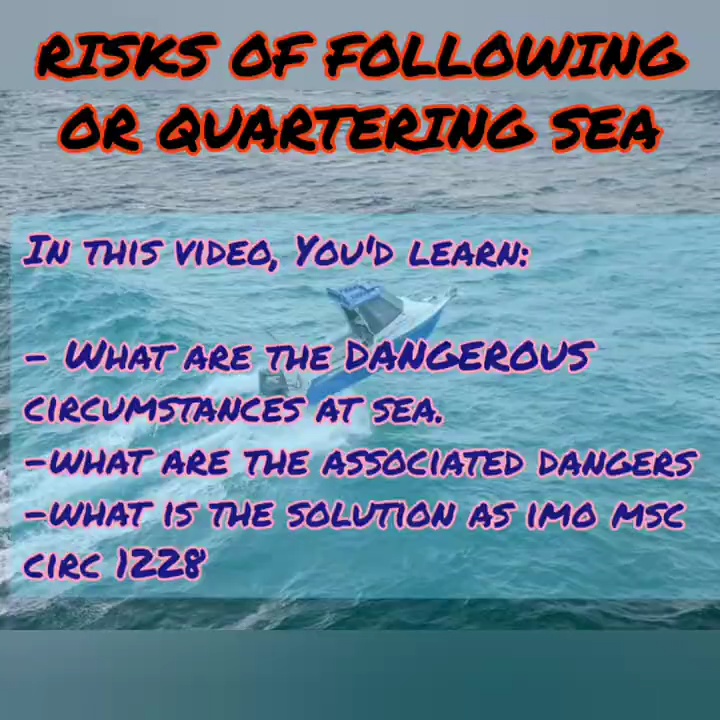 RISKS OF FOLLOWING
OR QUARTERING SEA
In this video, You'd learn:
- What are the DANGEROUS
circumstances at sea.
-what are the associated dangers
-what is the solution as imo msc
circ 1228